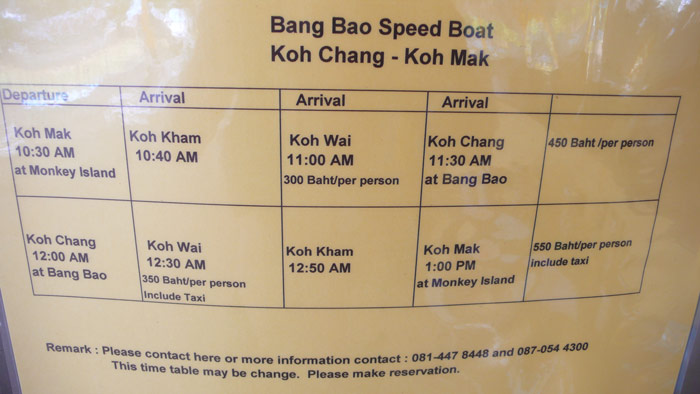 Bang Bao Speed Boat
Koh Chang - Koh Mak
Departure Arrival Arrival Arrival
Koh Mak
10:30 AM
at Monkey Island
Koh Kham
10:40 AM
Koh Wai
11:00 AM
300 Baht/per person
Koh Chang
11:30 AM
at Bang Bao
450 Baht /per person
Koh Chang
12:00 AM
at Bang Bao
Koh Wai
12:30 AM
350 Baht/per person
Include Taxi
Koh Kham
12:50 AM
Koh Mak
1:00 PM
at Monkey Island
550 Baht/per person
include taxi
Remark : Please contact here or more information contact : 081-447 8448 and 087-054 4300
This time table may be change. Please make reservation.